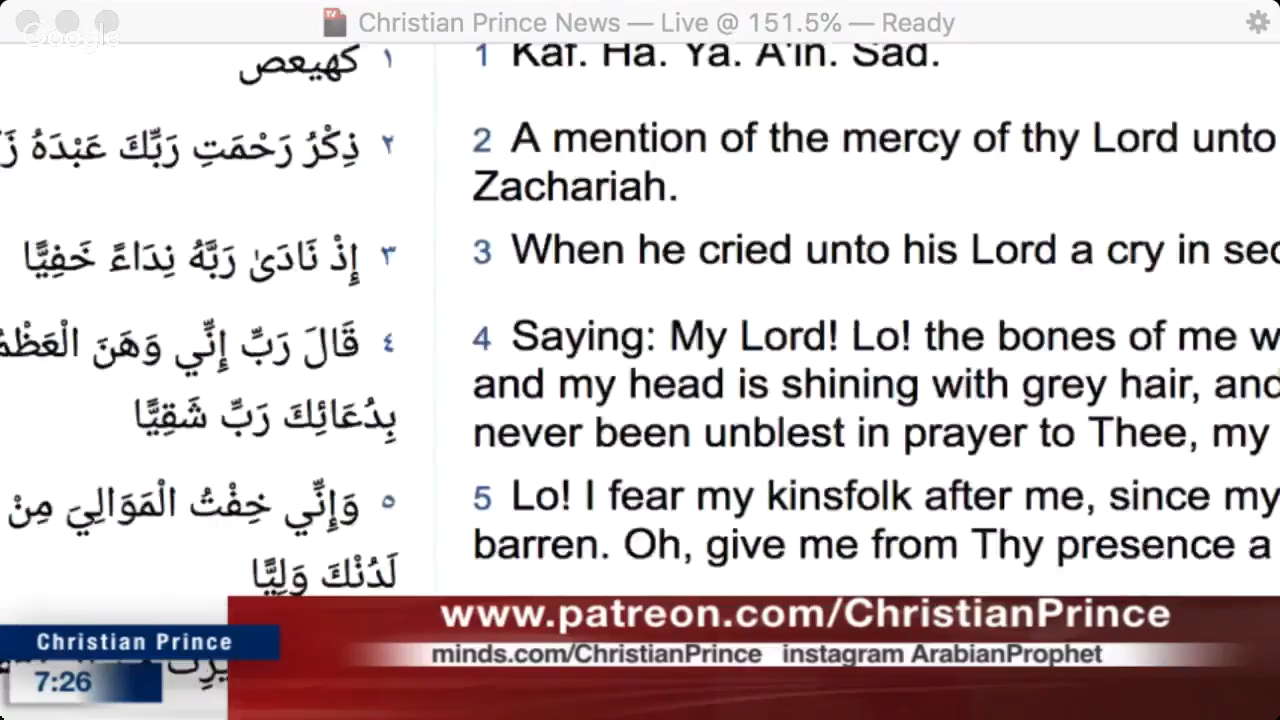 Christian Prince News — Live @ 151.5% — Ready
Google
١ كهيعص
1 Kaf. Ha. Ya. A'in. Sad.
٢ ذِكْرُ رَحْمَتِ رَبِّكَ عَبْدَهُ
2 A mention of the mercy of thy Lord unto
Zachariah.
٣ إِذْ نَادَىٰ رَبَّهُ نِدَاءً خَفِيًّا
3 When he cried unto his Lord a cry in
٤ قَالَ رَبِّ إِنِّي وَهَنَ الْعَظْمُ
بِدُعَائِكَ رَبِّ شَقِيًّا
4 Saying: My Lord! Lo! the bones of me
and my head is shining with grey hair, and
never been unblest in prayer to Thee, my
٥ وَإِنِّي خِفْتُ الْمَوَالِيَ مِنْ
لَدُنْكَ وَلِيًّا
5 Lo! I fear my kinsfolk after me, since my
barren. Oh, give me from Thy presence a
www.patreon.com/ChristianPrince
Christian Prince
minds.com/ChristianPrince instagram ArabianProphet
7:26